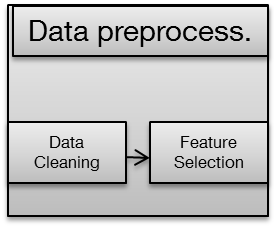 Data preprocess.
Data
Cleaning
Feature
Selection